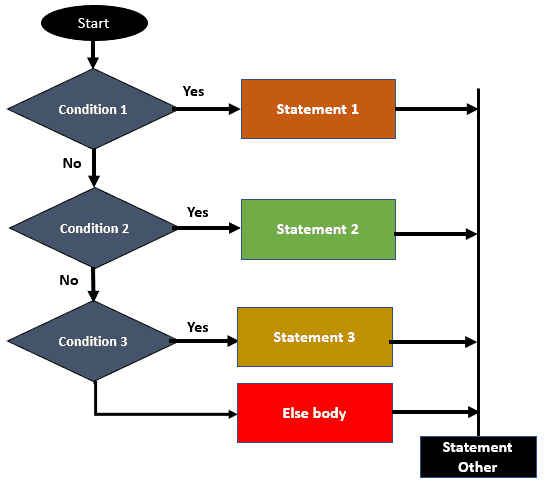 Start
Yes
Condition 1
Statement 1
No
Yes
Condition 2
Statement 2
No
Yes
Condition 3
Statement 3
Else body
Statement
Other